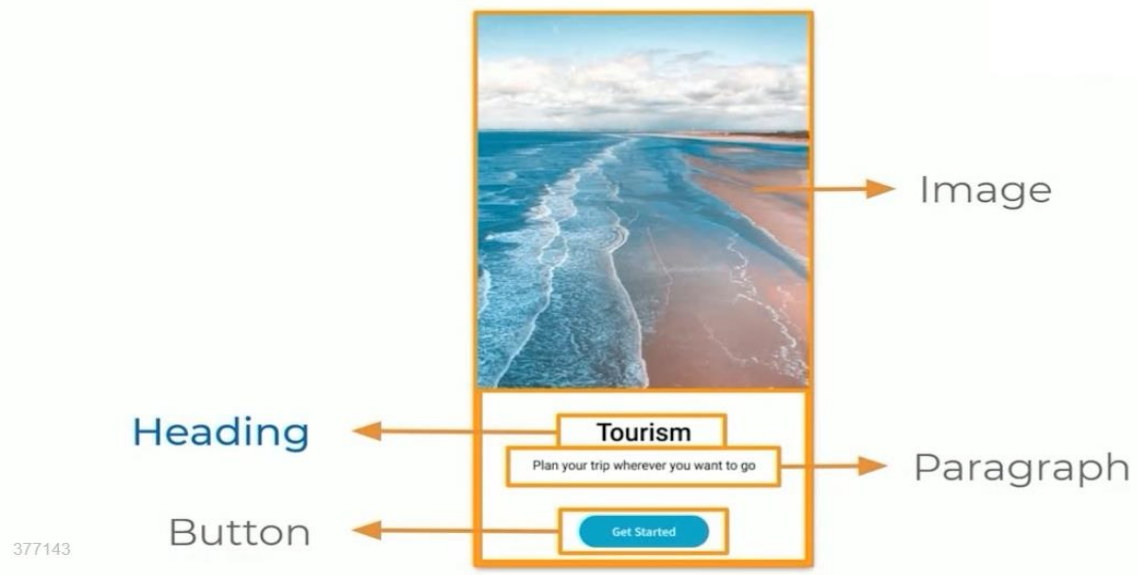 Image
Heading
Tourism
Plan your trip wherever you want to go
Paragraph
Button
Get Started
377143